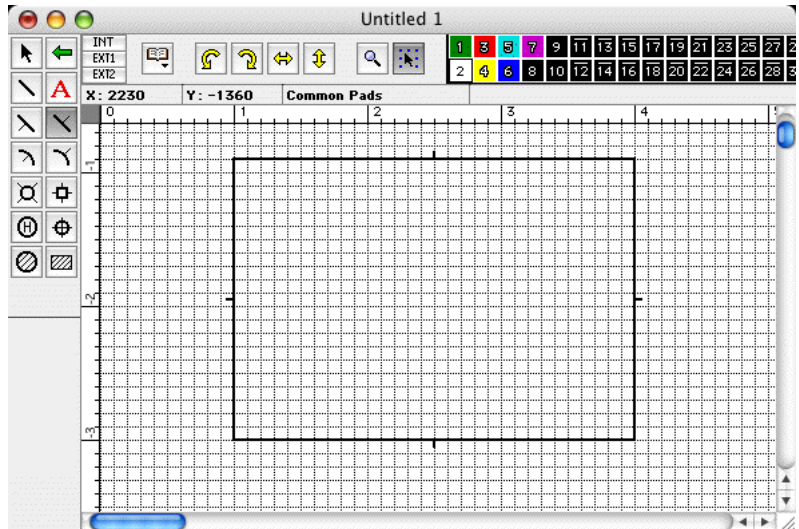 Untitled 1
INT
EXT1
EXT2
1 3 5 7 9 11 13 15 17 19 21 23 25 27
2 4 6 8 10 12 14 16 18 20 22 24 26 28
A
X: 2230 Y: -1360 Common Pads
0 1 2 3 4
-1
-2
-3
H